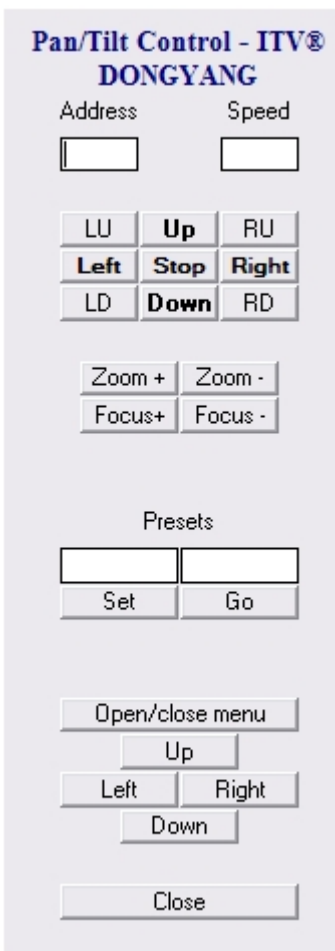 Pan/Tilt Control - ITV®
DONGYANG
Address Speed
LU Up RU
Left Stop Right
LD Down RD
Zoom + Zoom -
Focus+ Focus -
Presets
Set Go
Open/close menu
Up
Left Right
Down
Close